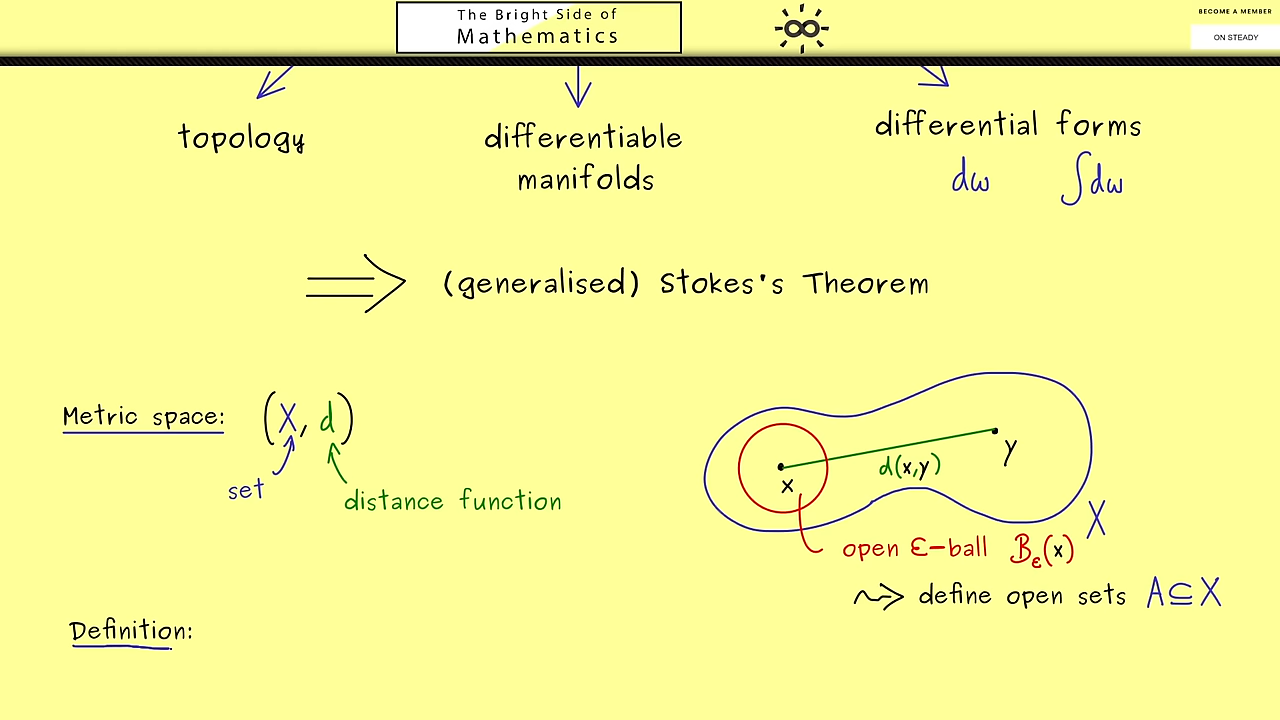 The Bright Side of
Mathematics
BECOME A MEMBER
ON STEADY
topology
differentiable
manifolds
differential forms
dω ∫dω
⟹ (generalised) Stokes's Theorem
Metric space: (X, d)
set
distance function
x
y
d(x,y)
X
open ε-ball Bε(x)
⇝ define open sets A⊆X
Definition: